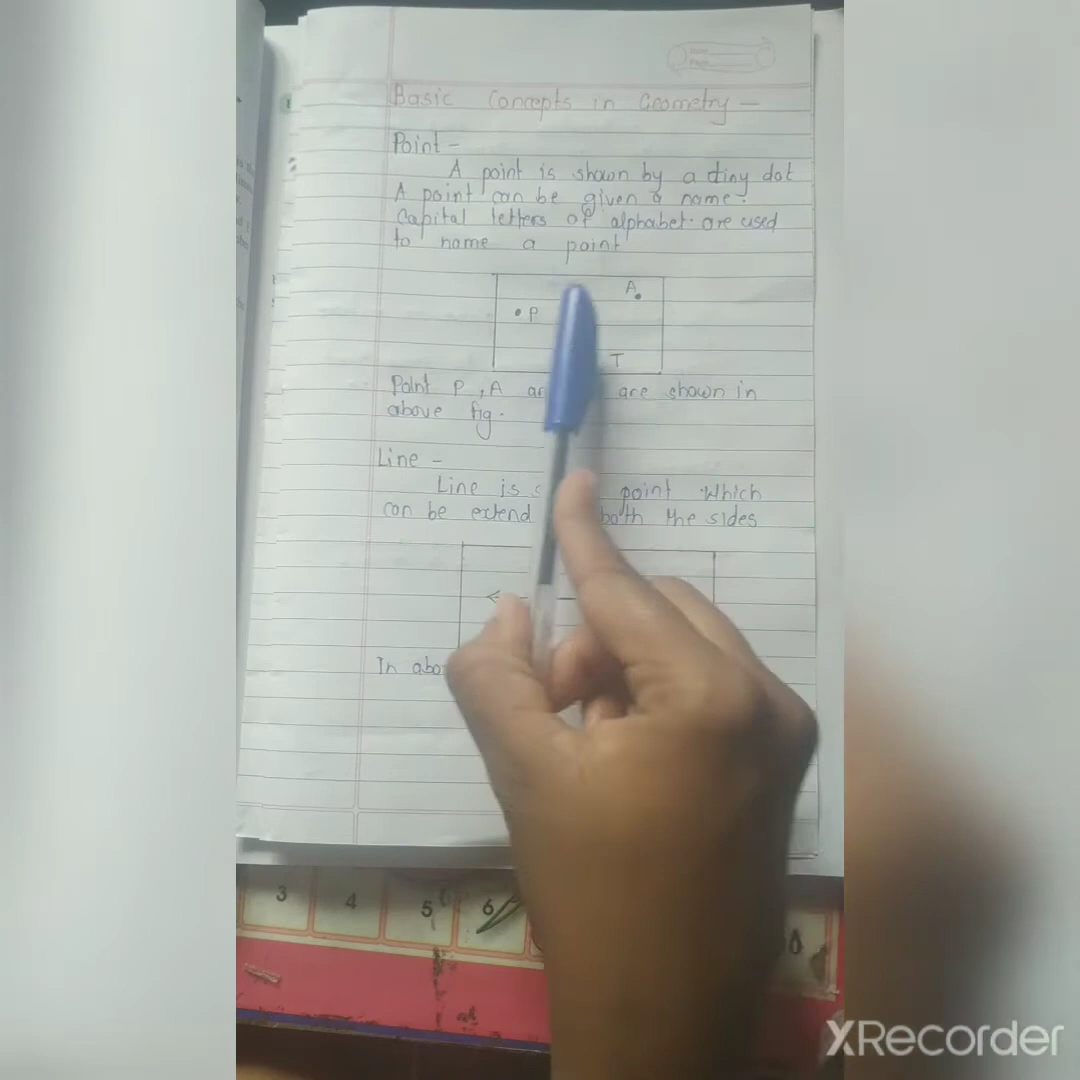 Basic Concepts in Geometry —
Point —
A point is shown by a tiny dot
A point can be given a name.
Capital letters of alphabet are used
to name a point
A
P
T
Point P, A are shown in
above fig.
Line —
Line is point which
can be extend both the sides
In
3 4 5 6
XRecorder